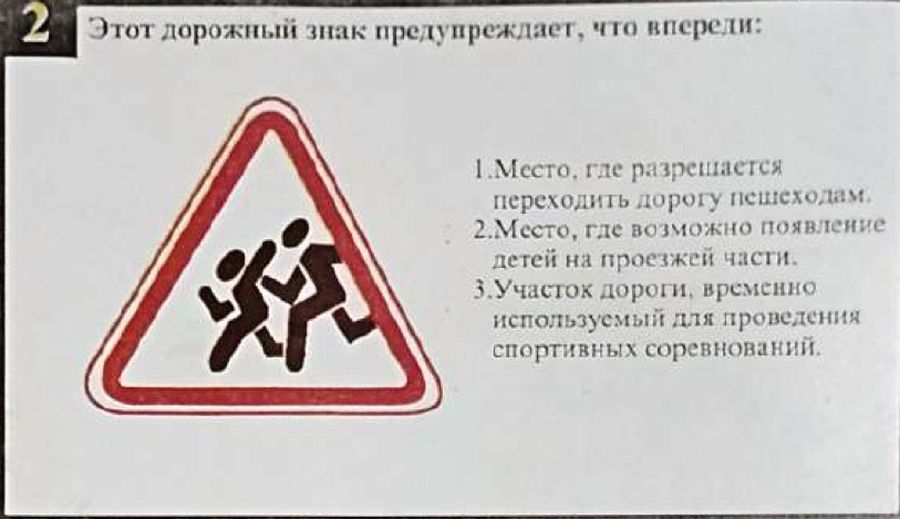 2
Этот дорожный знак предупреждает, что впереди:
1.Место, где разрешается
переходить дорогу пешеходам.
2.Место, где возможно появление
детей на проезжей части.
3.Участок дороги, временно
используемый для проведения
спортивных соревнований.